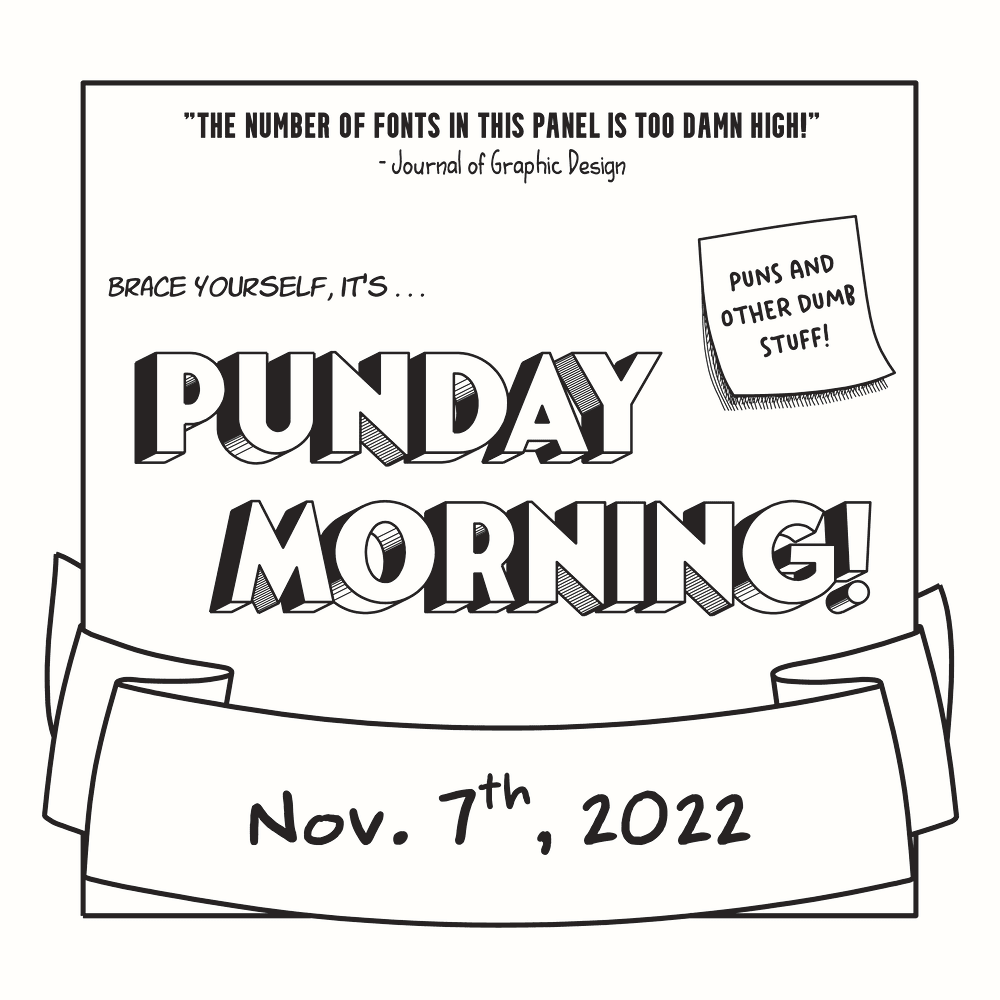 "THE NUMBER OF FONTS IN THIS PANEL IS TOO DAMN HIGH!"
- Journal of Graphic Design
BRACE YOURSELF, IT'S . . .
PUNS AND
OTHER DUMB
STUFF!
PUNDAY
MORNING!
Nov. 7th, 2022